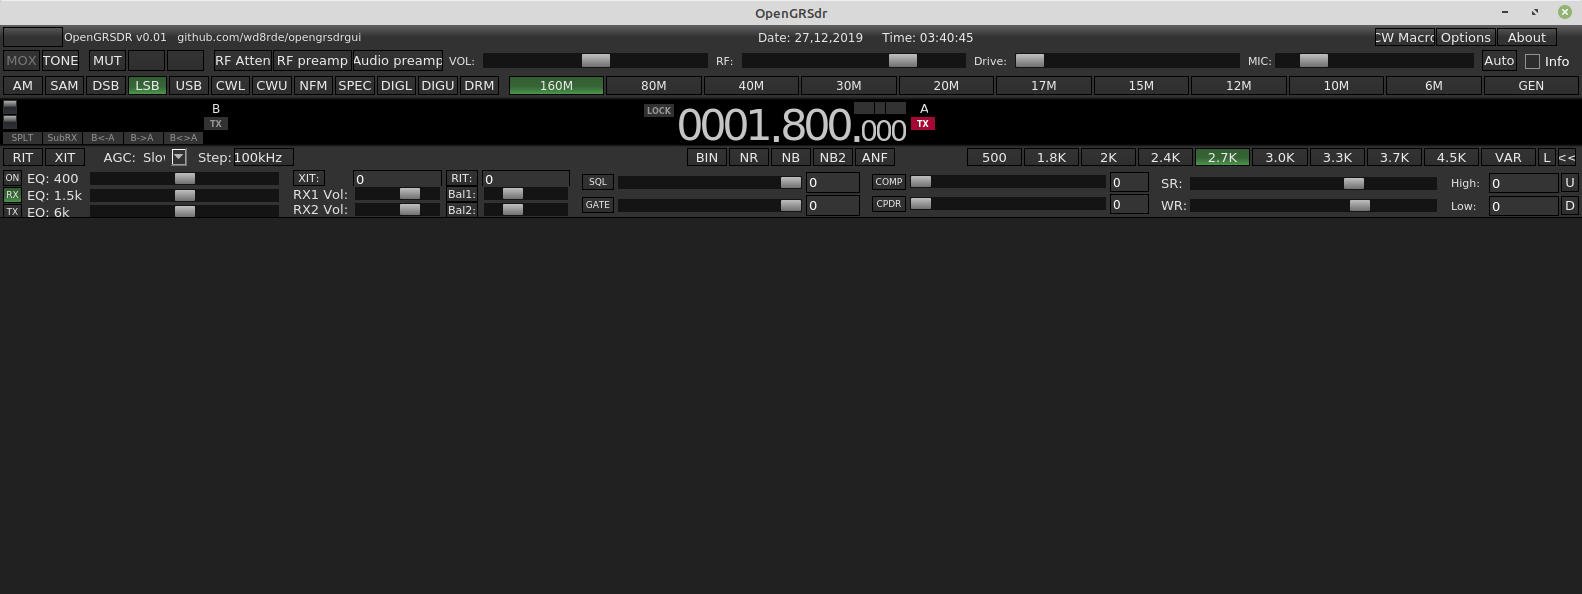 OpenGRSdr
OpenGRSDR v0.01 github.com/wd8rde/opengrsdrgui Date: 27,12,2019 Time: 03:40:45 CW Macro Options About
MOX TONE MUT RF Atten RF preamp Audio preamp VOL: RF: Drive: MIC: Auto Info
AM SAM DSB LSB USB CWL CWU NFM SPEC DIGL DIGU DRM 160M 80M 40M 30M 20M 17M 15M 12M 10M 6M GEN
B LOCK 0001.800.000 A
TX TX
SPLT SubRX B<-A B->A B<>A
RIT XIT AGC: Slow Step: 100kHz BIN NR NB NB2 ANF 500 1.8K 2K 2.4K 2.7K 3.0K 3.3K 3.7K 4.5K VAR L <<
ON EQ: 400 XIT: 0 RIT: 0 SQL 0 COMP 0 SR: High: 0 U
RX EQ: 1.5k RX1 Vol: Bal1:
TX EQ: 6k RX2 Vol: Bal2: GATE 0 CPDR 0 WR: Low: 0 D